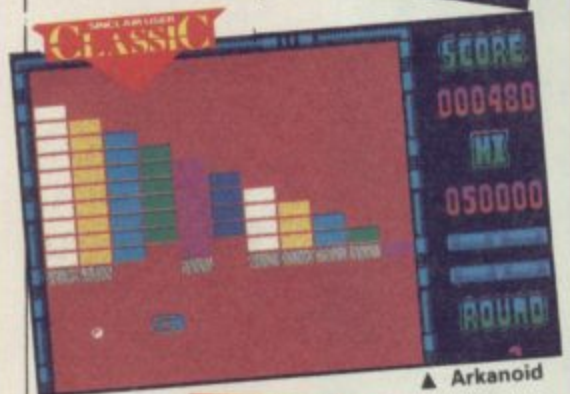 SINCLAIR USER
CLASSIC
SCORE
000480
HI
050000
ROUND
▲ Arkanoid